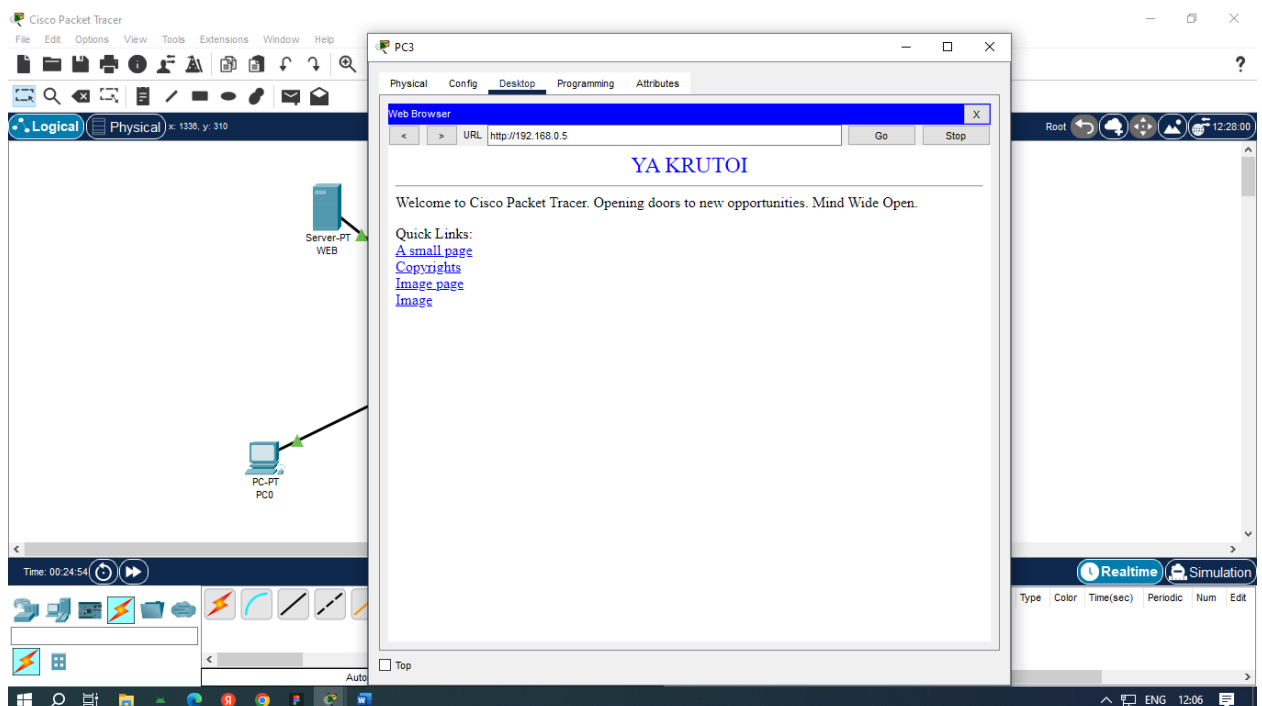 Cisco Packet Tracer
File Edit Options View Tools Extensions Window Help
PC3
?
Physical Config Desktop Programming Attributes
Logical Physical x: 1338, y: 310
Root 12:28:00
Web Browser X
< > URL http://192.168.0.5 Go Stop
YA KRUTOI
Welcome to Cisco Packet Tracer. Opening doors to new opportunities. Mind Wide Open.
Quick Links:
A small page
Copyrights
Image page
Image
Server-PT
WEB
PC-PT
PC0
Time: 00:24:54
Realtime Simulation
Type Color Time(sec) Periodic Num Edit
Top
Auto
ENG 12:06